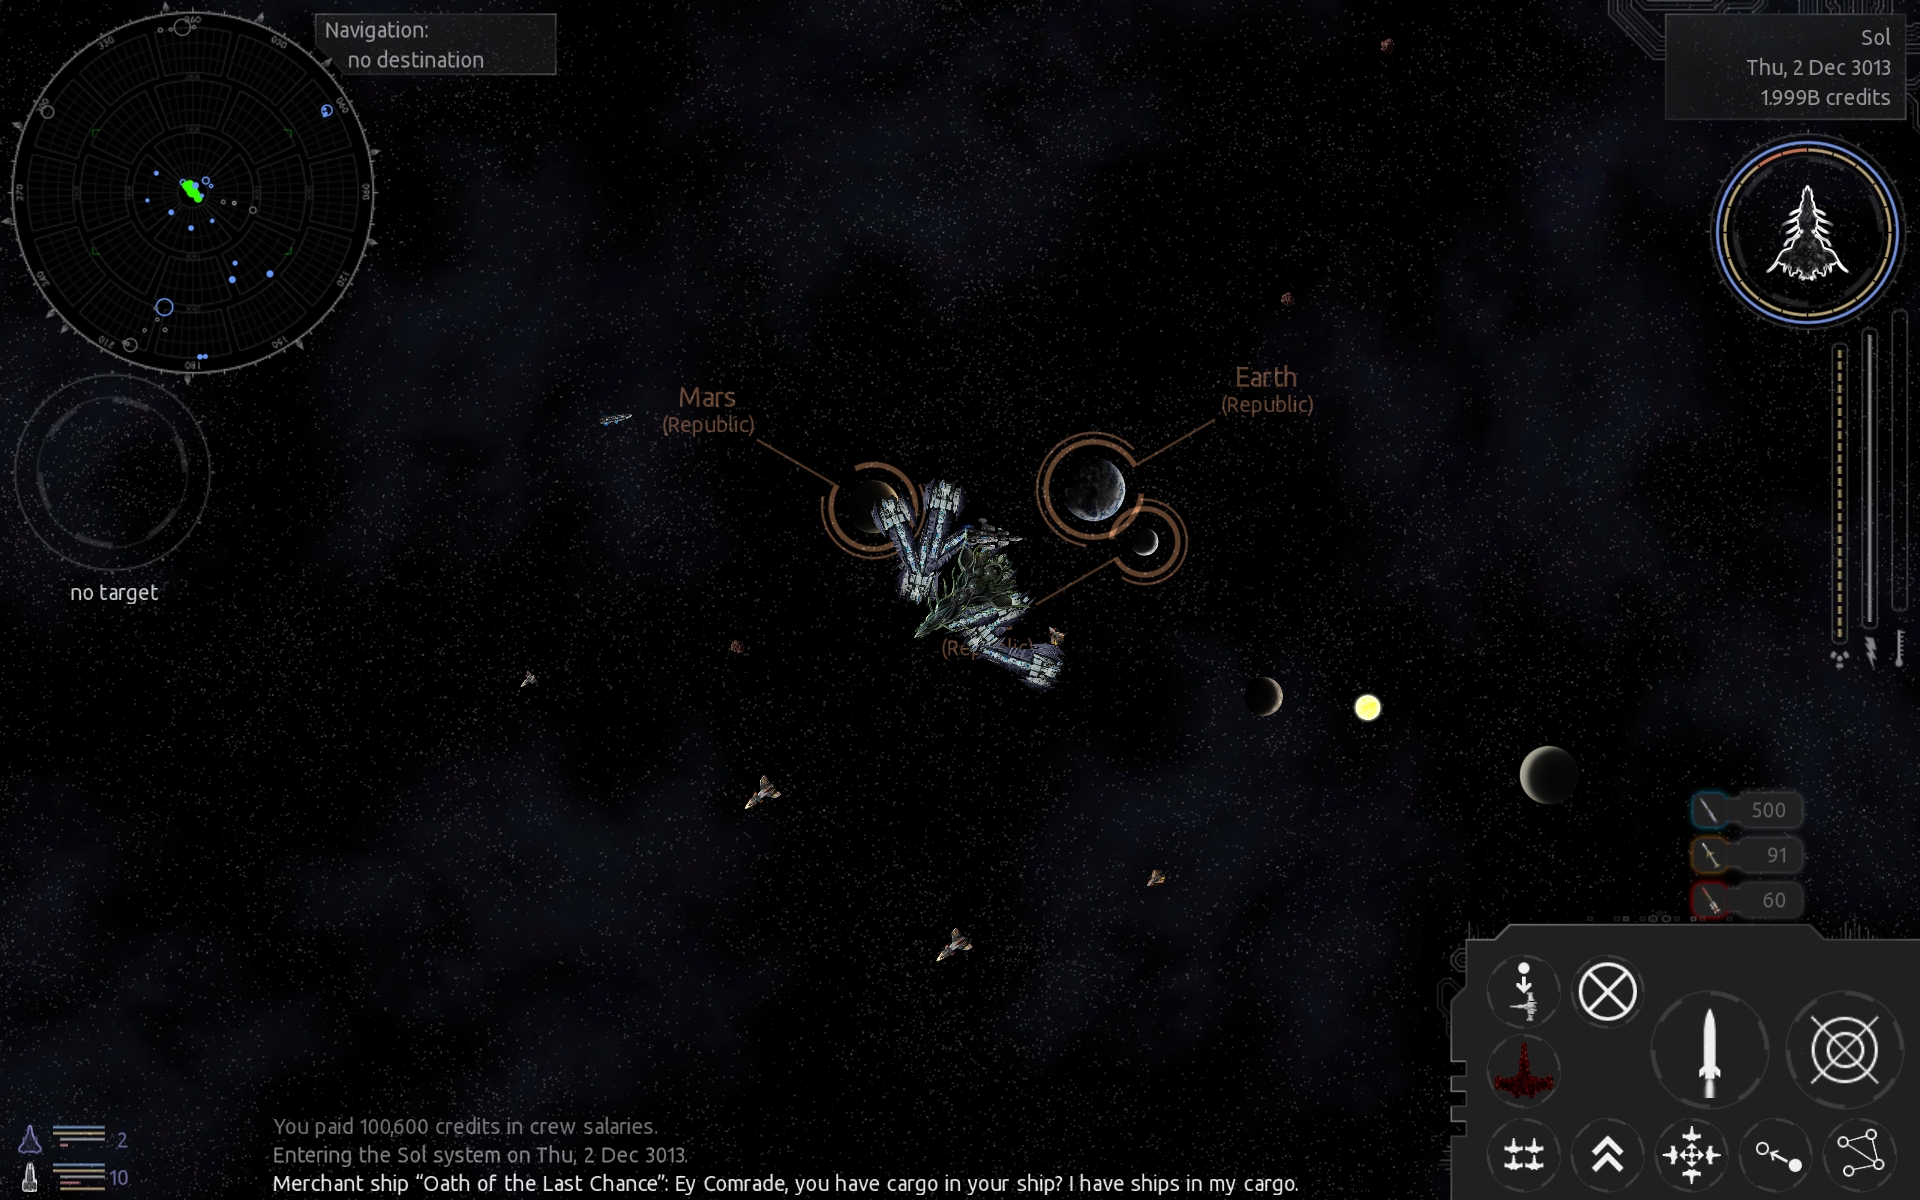 Navigation:
no destination
Sol
Thu, 2 Dec 3013
1.999B credits
Mars
(Republic)
Earth
(Republic)
no target
500
91
60
You paid 100,600 credits in crew salaries.
Entering the Sol system on Thu, 2 Dec 3013.
Merchant ship “Oath of the Last Chance”: Ey Comrade, you have cargo in your ship? I have ships in my cargo.
2
10